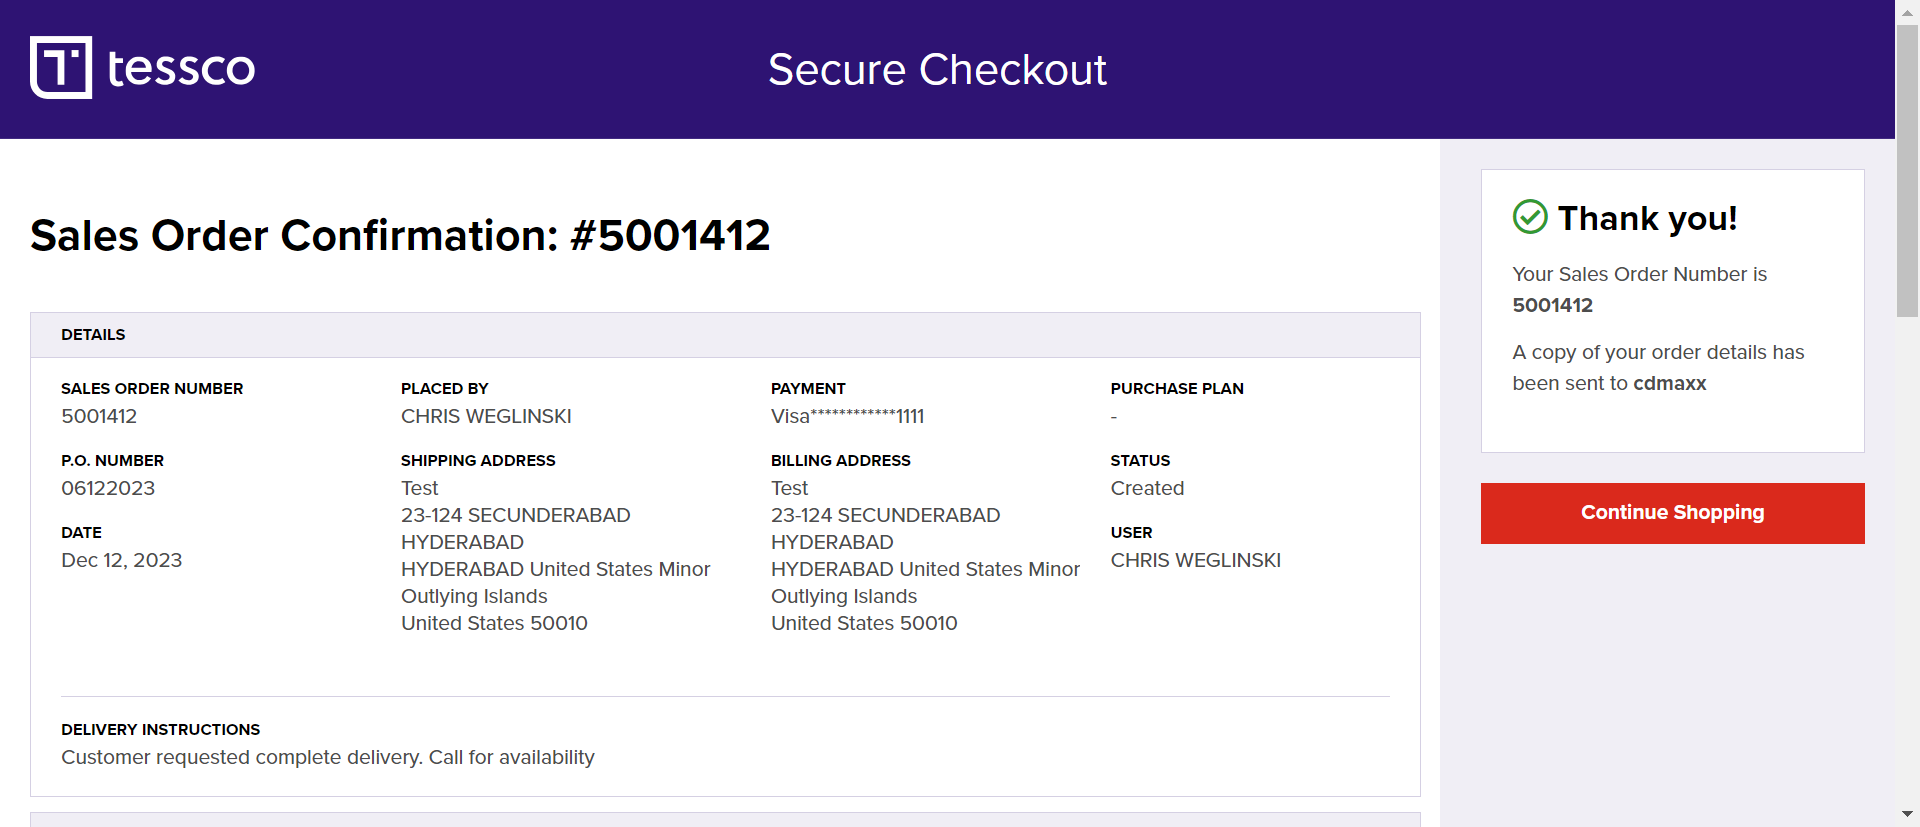 tessco
Secure Checkout
Sales Order Confirmation: #5001412
DETAILS
SALES ORDER NUMBER
5001412
P.O. NUMBER
06122023
DATE
Dec 12, 2023
PLACED BY
CHRIS WEGLINSKI
SHIPPING ADDRESS
Test
23-124 SECUNDERABAD
HYDERABAD
HYDERABAD United States Minor
Outlying Islands
United States 50010
PAYMENT
Visa************1111
BILLING ADDRESS
Test
23-124 SECUNDERABAD
HYDERABAD
HYDERABAD United States Minor
Outlying Islands
United States 50010
PURCHASE PLAN
-
STATUS
Created
USER
CHRIS WEGLINSKI
DELIVERY INSTRUCTIONS
Customer requested complete delivery. Call for availability
Thank you!
Your Sales Order Number is
5001412
A copy of your order details has
been sent to cdmaxx
Continue Shopping